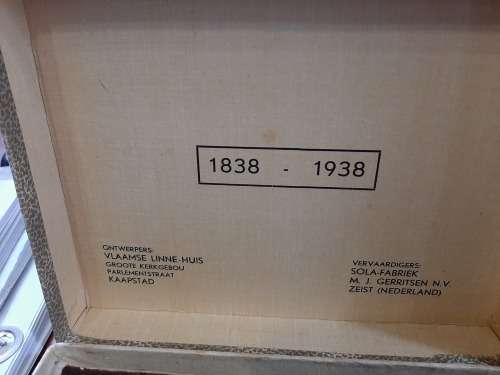 1838 - 1938
ONTWERPERS:
VLAAMSE LINNE-HUIS
GROOTE KERKGEBOU
PARLEMENTSTRAAT
KAAPSTAD
VERVAARDIGERS:
SOLA-FABRIEK
M. J. GERRITSEN N.V.
ZEIST (NEDERLAND)